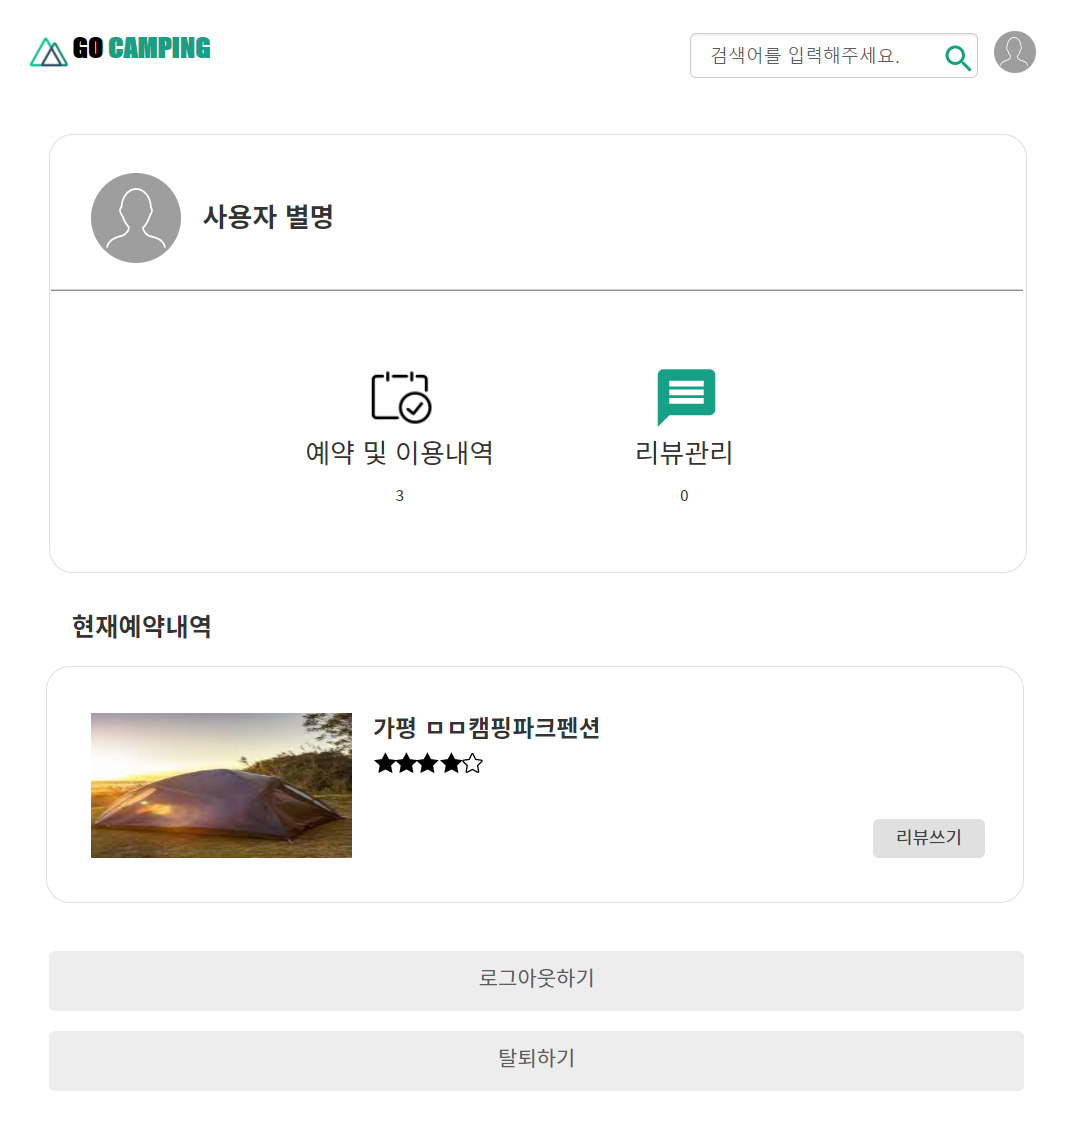 GO CAMPING
검색어를 입력해주세요.
사용자 별명
예약 및 이용내역
3
리뷰관리
0
현재예약내역
가평 ㅁㅁ캠핑파크펜션
리뷰쓰기
로그아웃하기
탈퇴하기